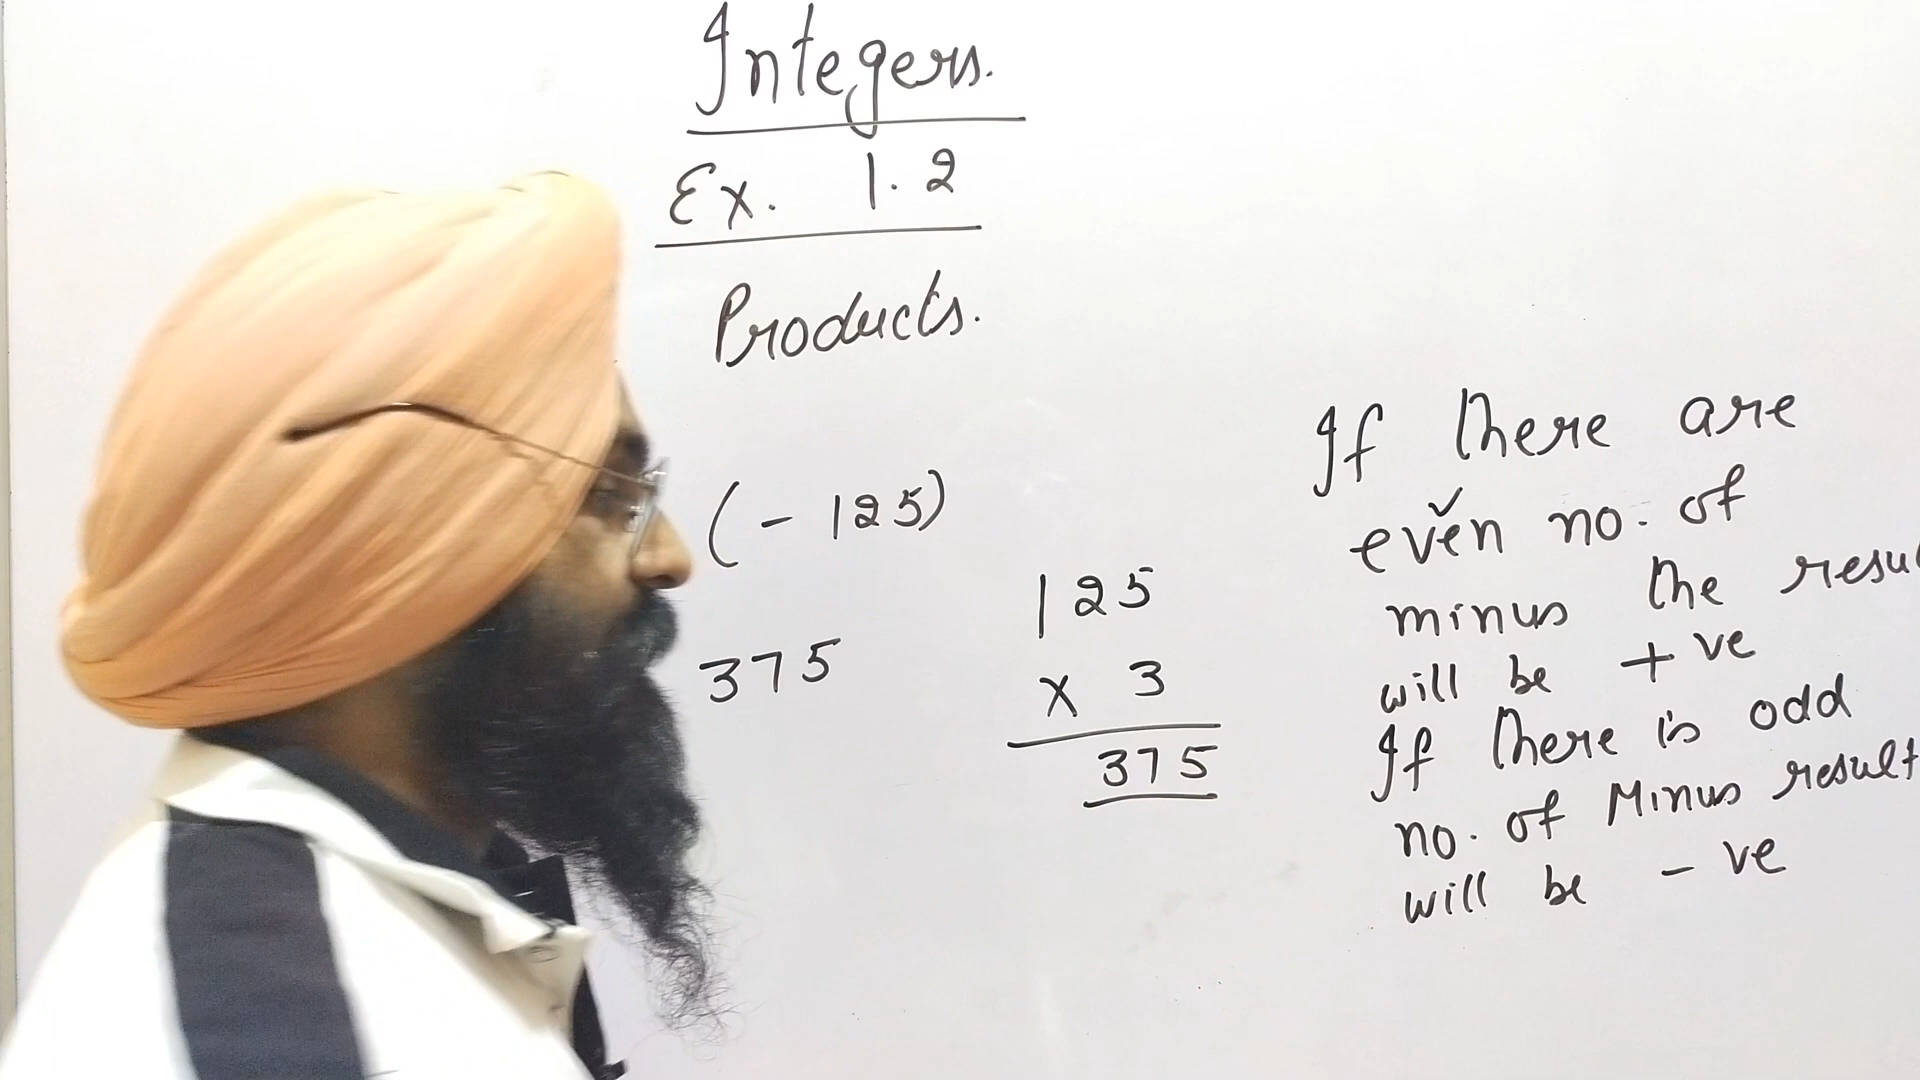 Integers.
Ex. 1.2
Products.
(-125)
375
125
x 3
375
If there are
even no. of
minus the
will be +ve
If there is odd
no. of Minus result
will be - ve